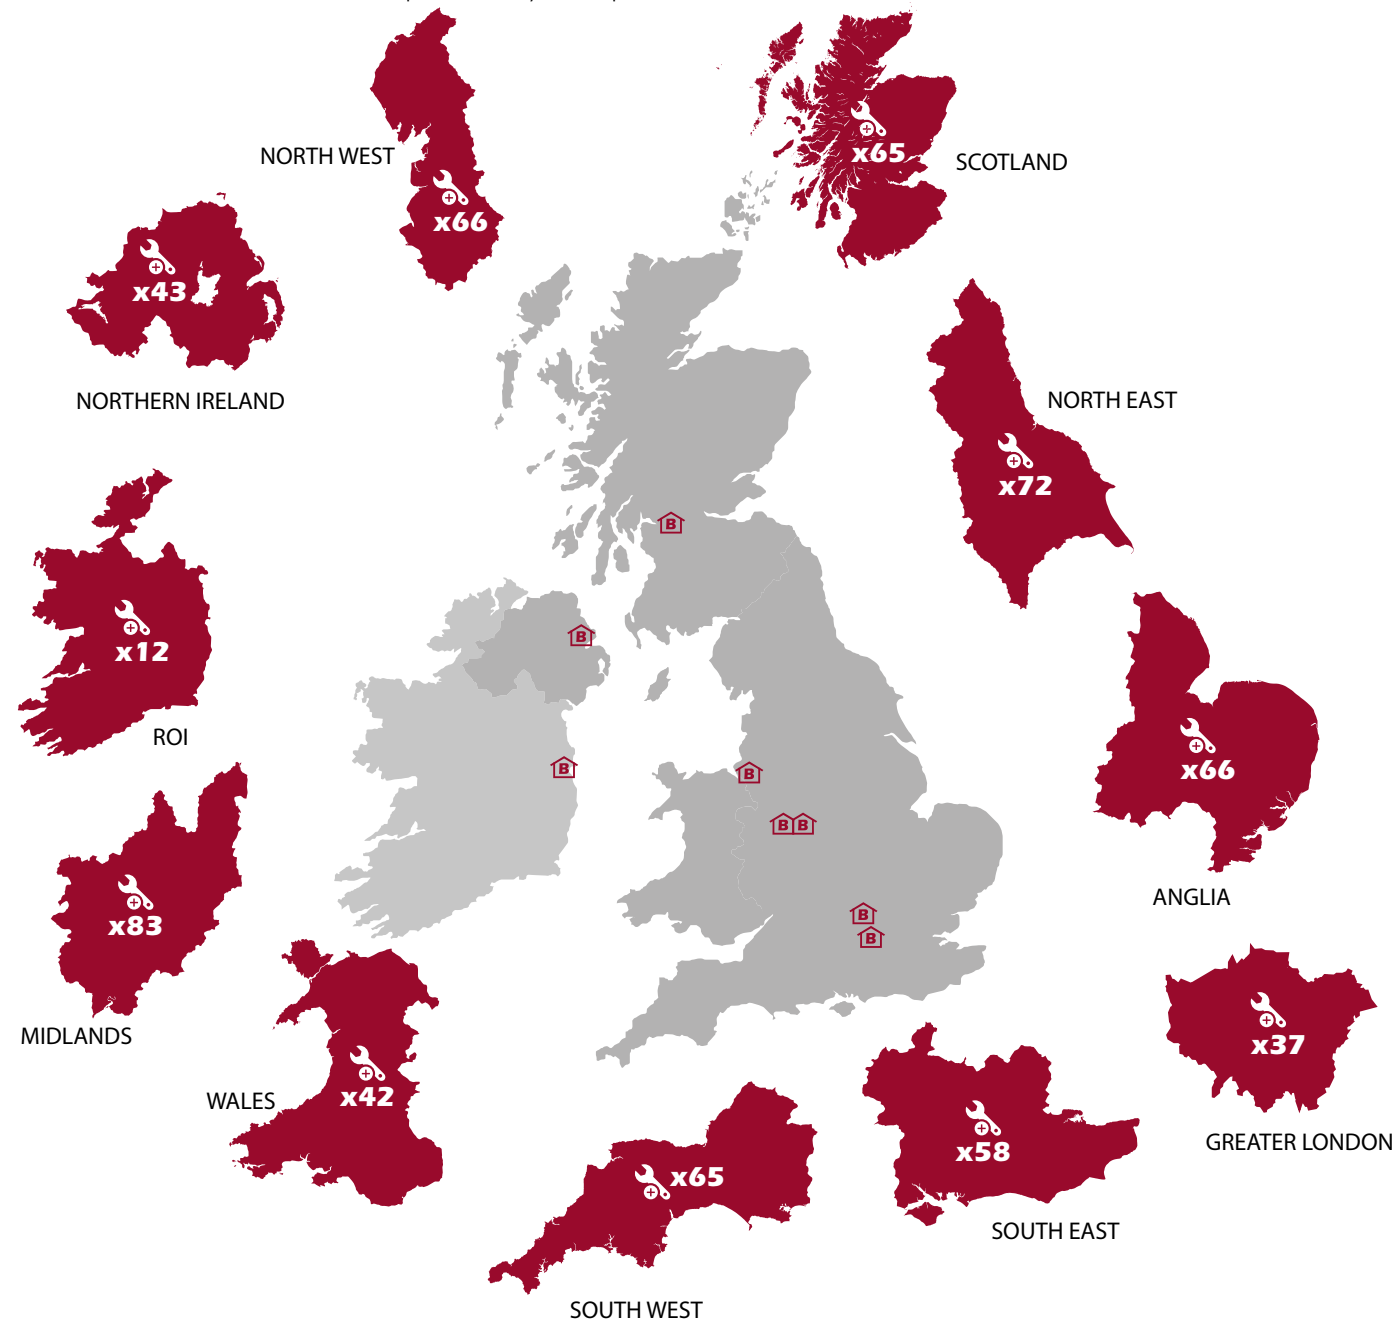 NORTH WEST
x66
x65
SCOTLAND
x43
NORTHERN IRELAND
NORTH EAST
x72
B
x12
ROI
B
B
B
B B
x66
ANGLIA
x83
MIDLANDS
B
B
x37
GREATER LONDON
WALES
x42
x58
SOUTH EAST
x65
SOUTH WEST